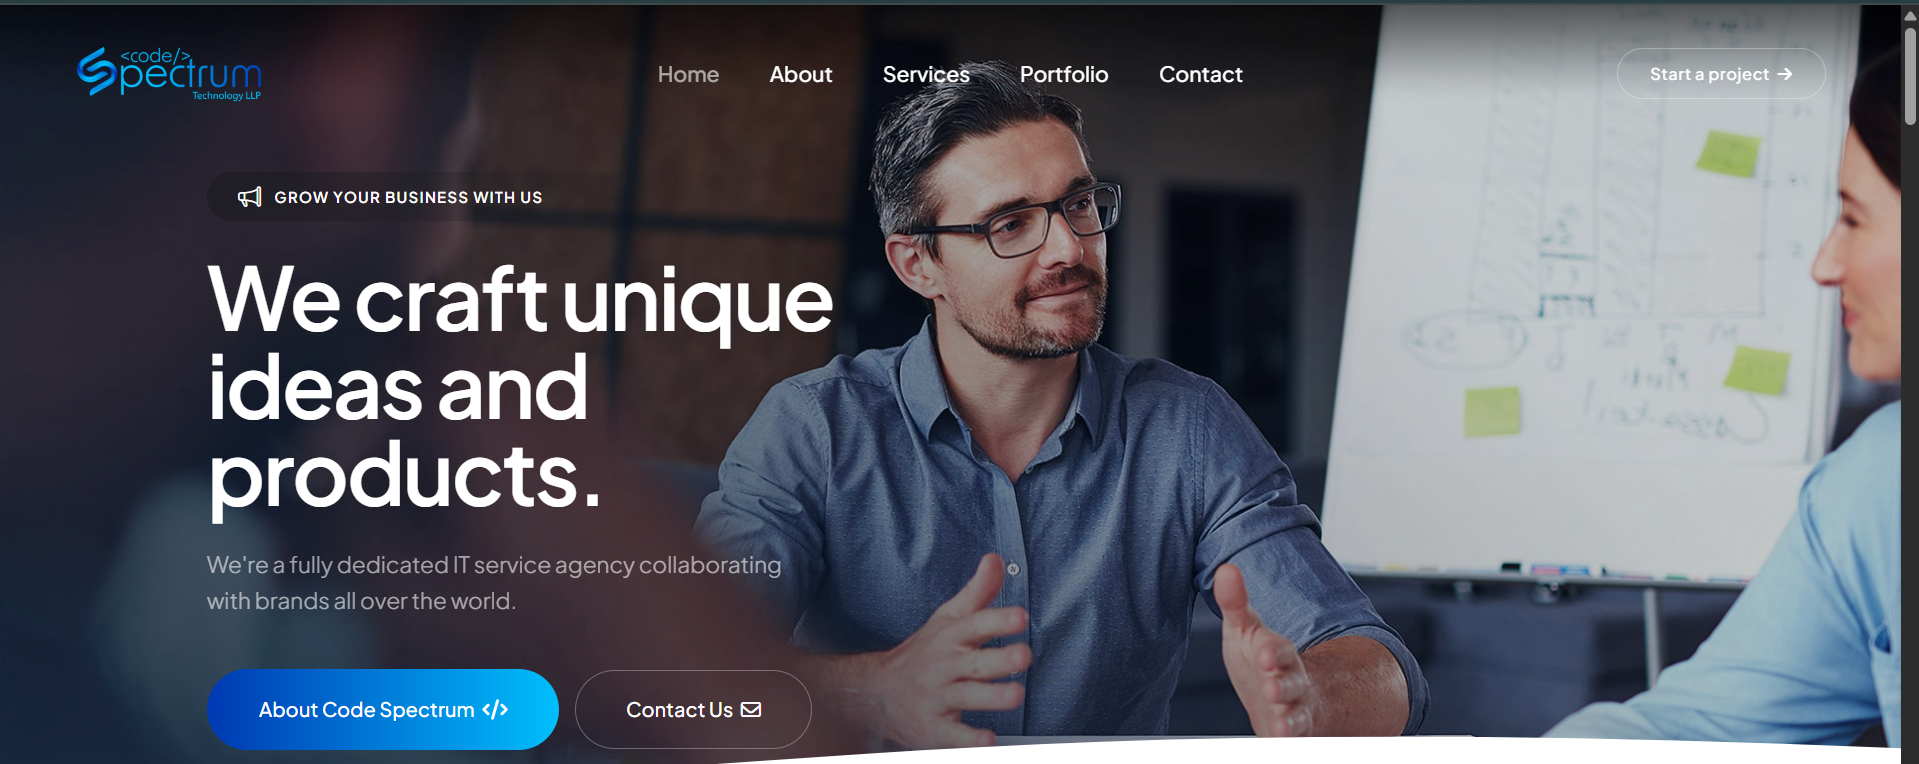 <code/>
Spectrum
Technology LLP
Home
About
Services
Portfolio
Contact
Start a project
GROW YOUR BUSINESS WITH US
We craft unique
ideas and
products.
We're a fully dedicated IT service agency collaborating
with brands all over the world.
About Code Spectrum </>
Contact Us